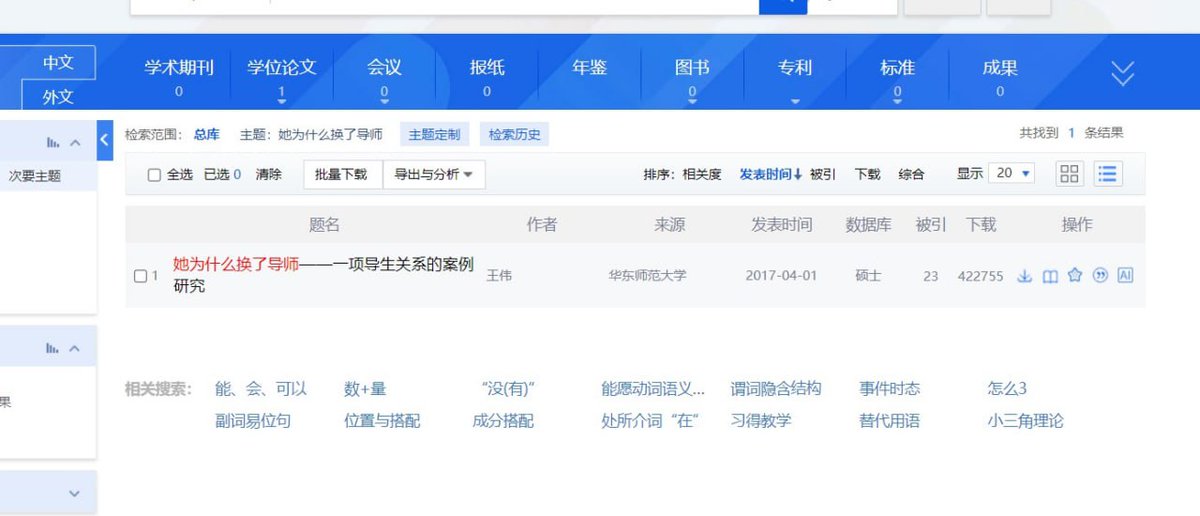 中文
外文
学术期刊
0
学位论文
1
会议
0
报纸
0
年鉴
图书
0
专利
标准
0
成果
0
检索范围： 总库 主题：她为什么换了导师 主题定制 检索历史 共找到 1 条结果
次要主题
全选 已选 0 清除 批量下载 导出与分析 排序： 相关度 发表时间↓ 被引 下载 综合 显示 20
题名 作者 来源 发表时间 数据库 被引 下载 操作
1 她为什么换了导师——一项导生关系的案例研究 王伟 华东师范大学 2017-04-01 硕士 23 422755 AI
果
相关搜索： 能、会、可以 数+量 “没(有)” 能愿动词语义... 谓词隐含结构 事件时态 怎么3
副词易位句 位置与搭配 成分搭配 处所介词“在” 习得教学 替代用语 小三角理论